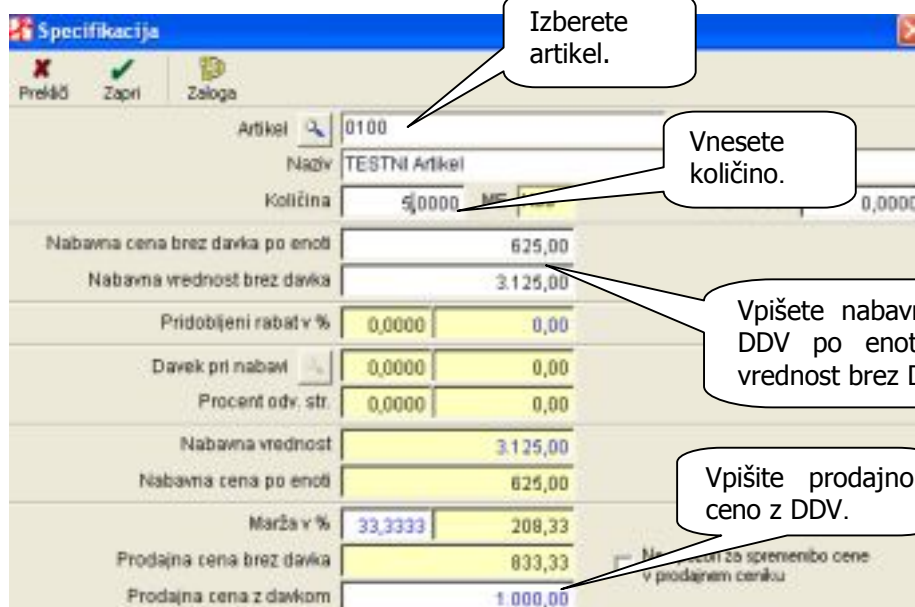 Specifikacija
Izberete
artikel.
Prekliči Zapri Zaloga
Artikel 0100
Naziv TESTNI Artikel
Vnesete
količino.
Količina 5,0000 0,0000
Nabavna cena brez davka po enoti 625,00
Nabavna vrednost brez davka 3.125,00
Vpišete nabavn
DDV po enot
vrednost brez D
Pridobljeni rabat v % 0,0000 0,00
Davek pri nabavi 0,0000 0,00
Procent odv. str. 0,0000 0,00
Nabavna vrednost 3.125,00
Nabavna cena po enoti 625,00
Vpišite prodajno
ceno z DDV.
Marža v % 33,3333 208,33
Prodajna cena brez davka 833,33
za spremembo cene
v prodajnem ceniku
Prodajna cena z davkom 1.000,00